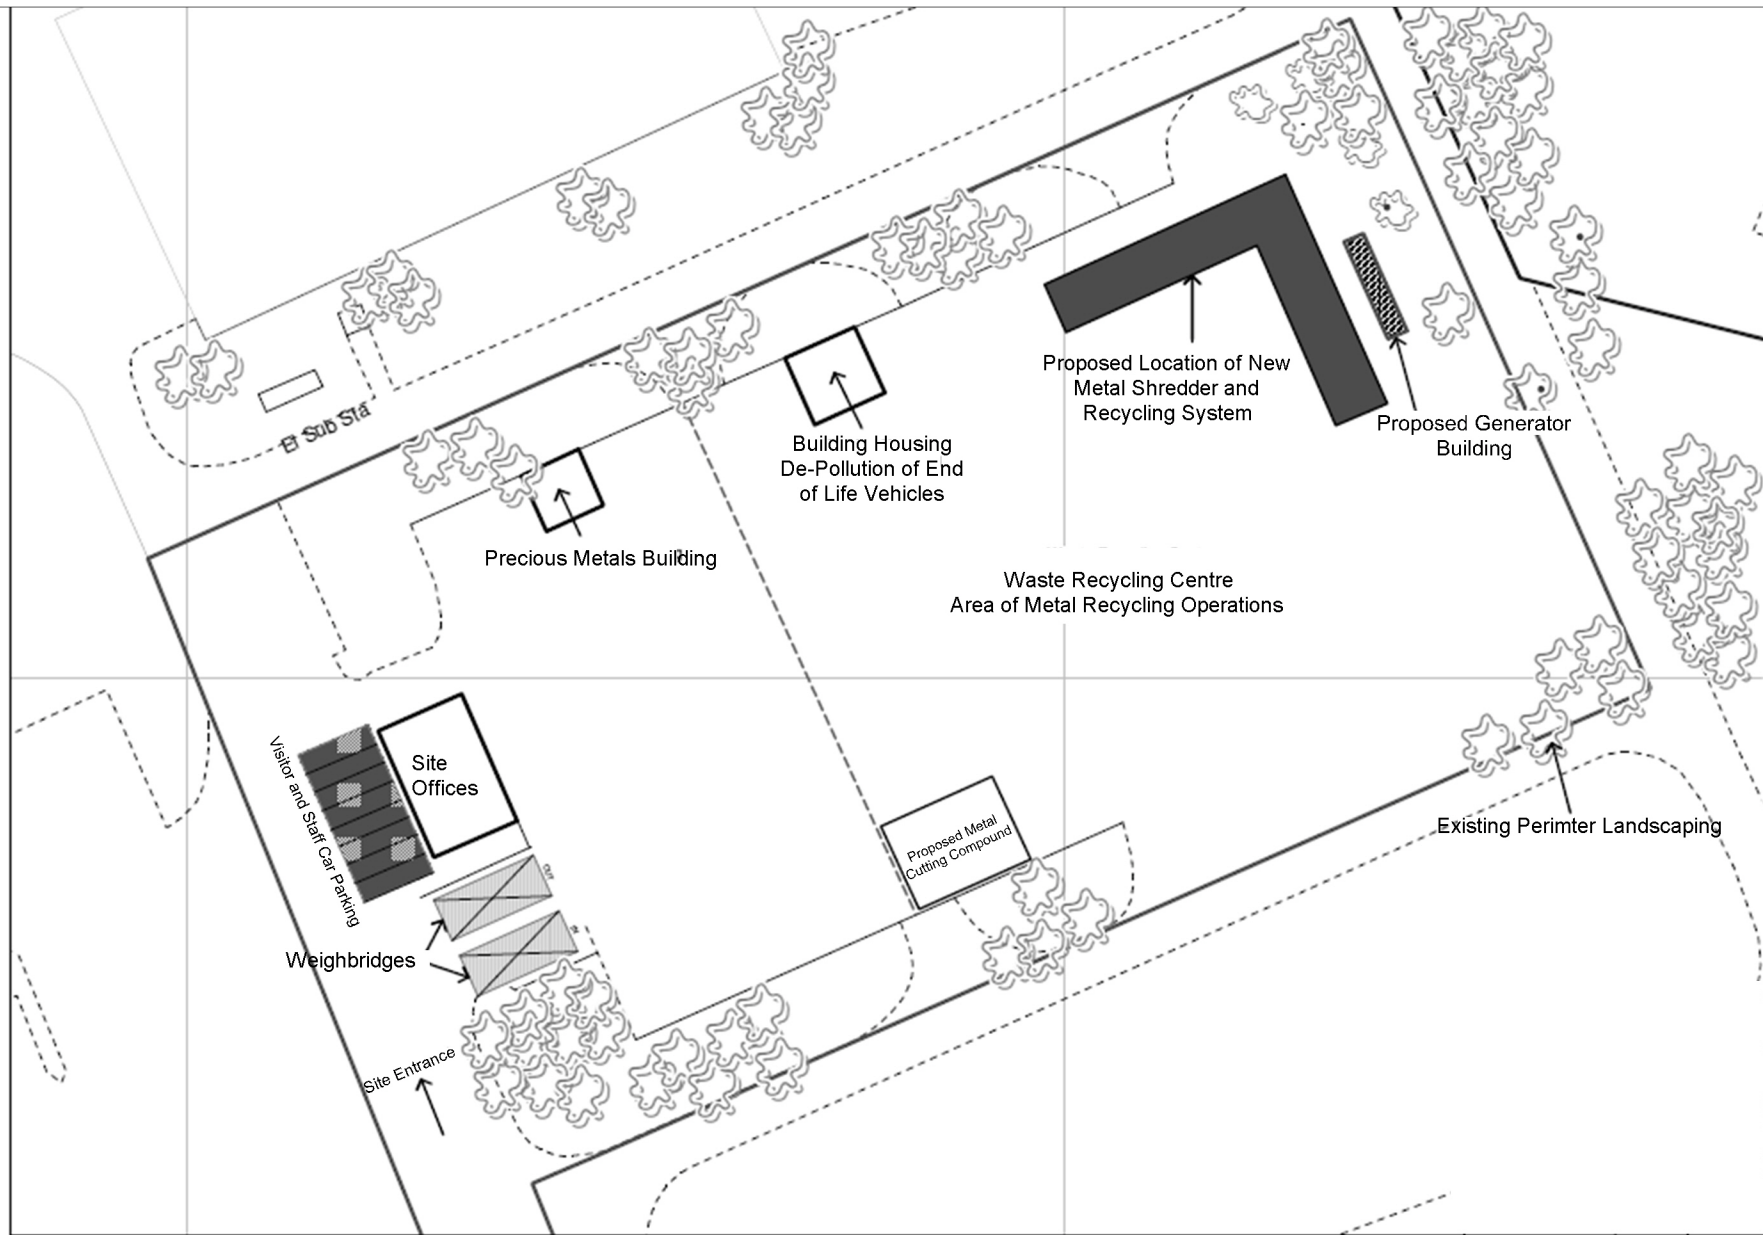 El Sub Sta
Proposed Location of New
Metal Shredder and
Recycling System
Proposed Generator
Building
Building Housing
De-Pollution of End
of Life Vehicles
Precious Metals Building
Waste Recycling Centre
Area of Metal Recycling Operations
Site
Offices
Visitor and Staff Car Parking
Proposed Metal
Cutting Compound
Existing Perimter Landscaping
OUT
IN
Weighbridges
Site Entrance